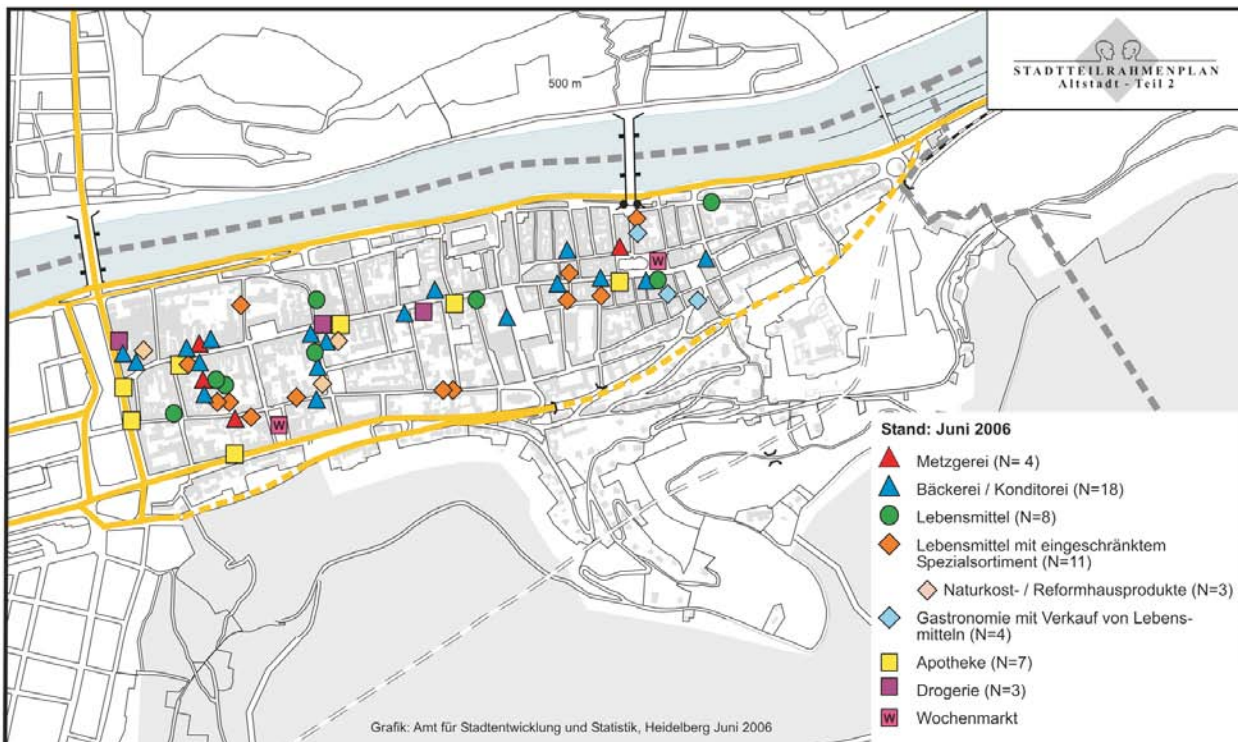 500 m
STADTTEILRAHMENPLAN
Altstadt - Teil 2
W
W
Stand: Juni 2006
Metzgerei (N= 4)
Bäckerei / Konditorei (N=18)
Lebensmittel (N=8)
Lebensmittel mit eingeschränktem
Spezialsortiment (N=11)
Naturkost- / Reformhausprodukte (N=3)
Gastronomie mit Verkauf von Lebens-
mitteln (N=4)
Apotheke (N=7)
Drogerie (N=3)
W Wochenmarkt
Grafik: Amt für Stadtentwicklung und Statistik, Heidelberg Juni 2006